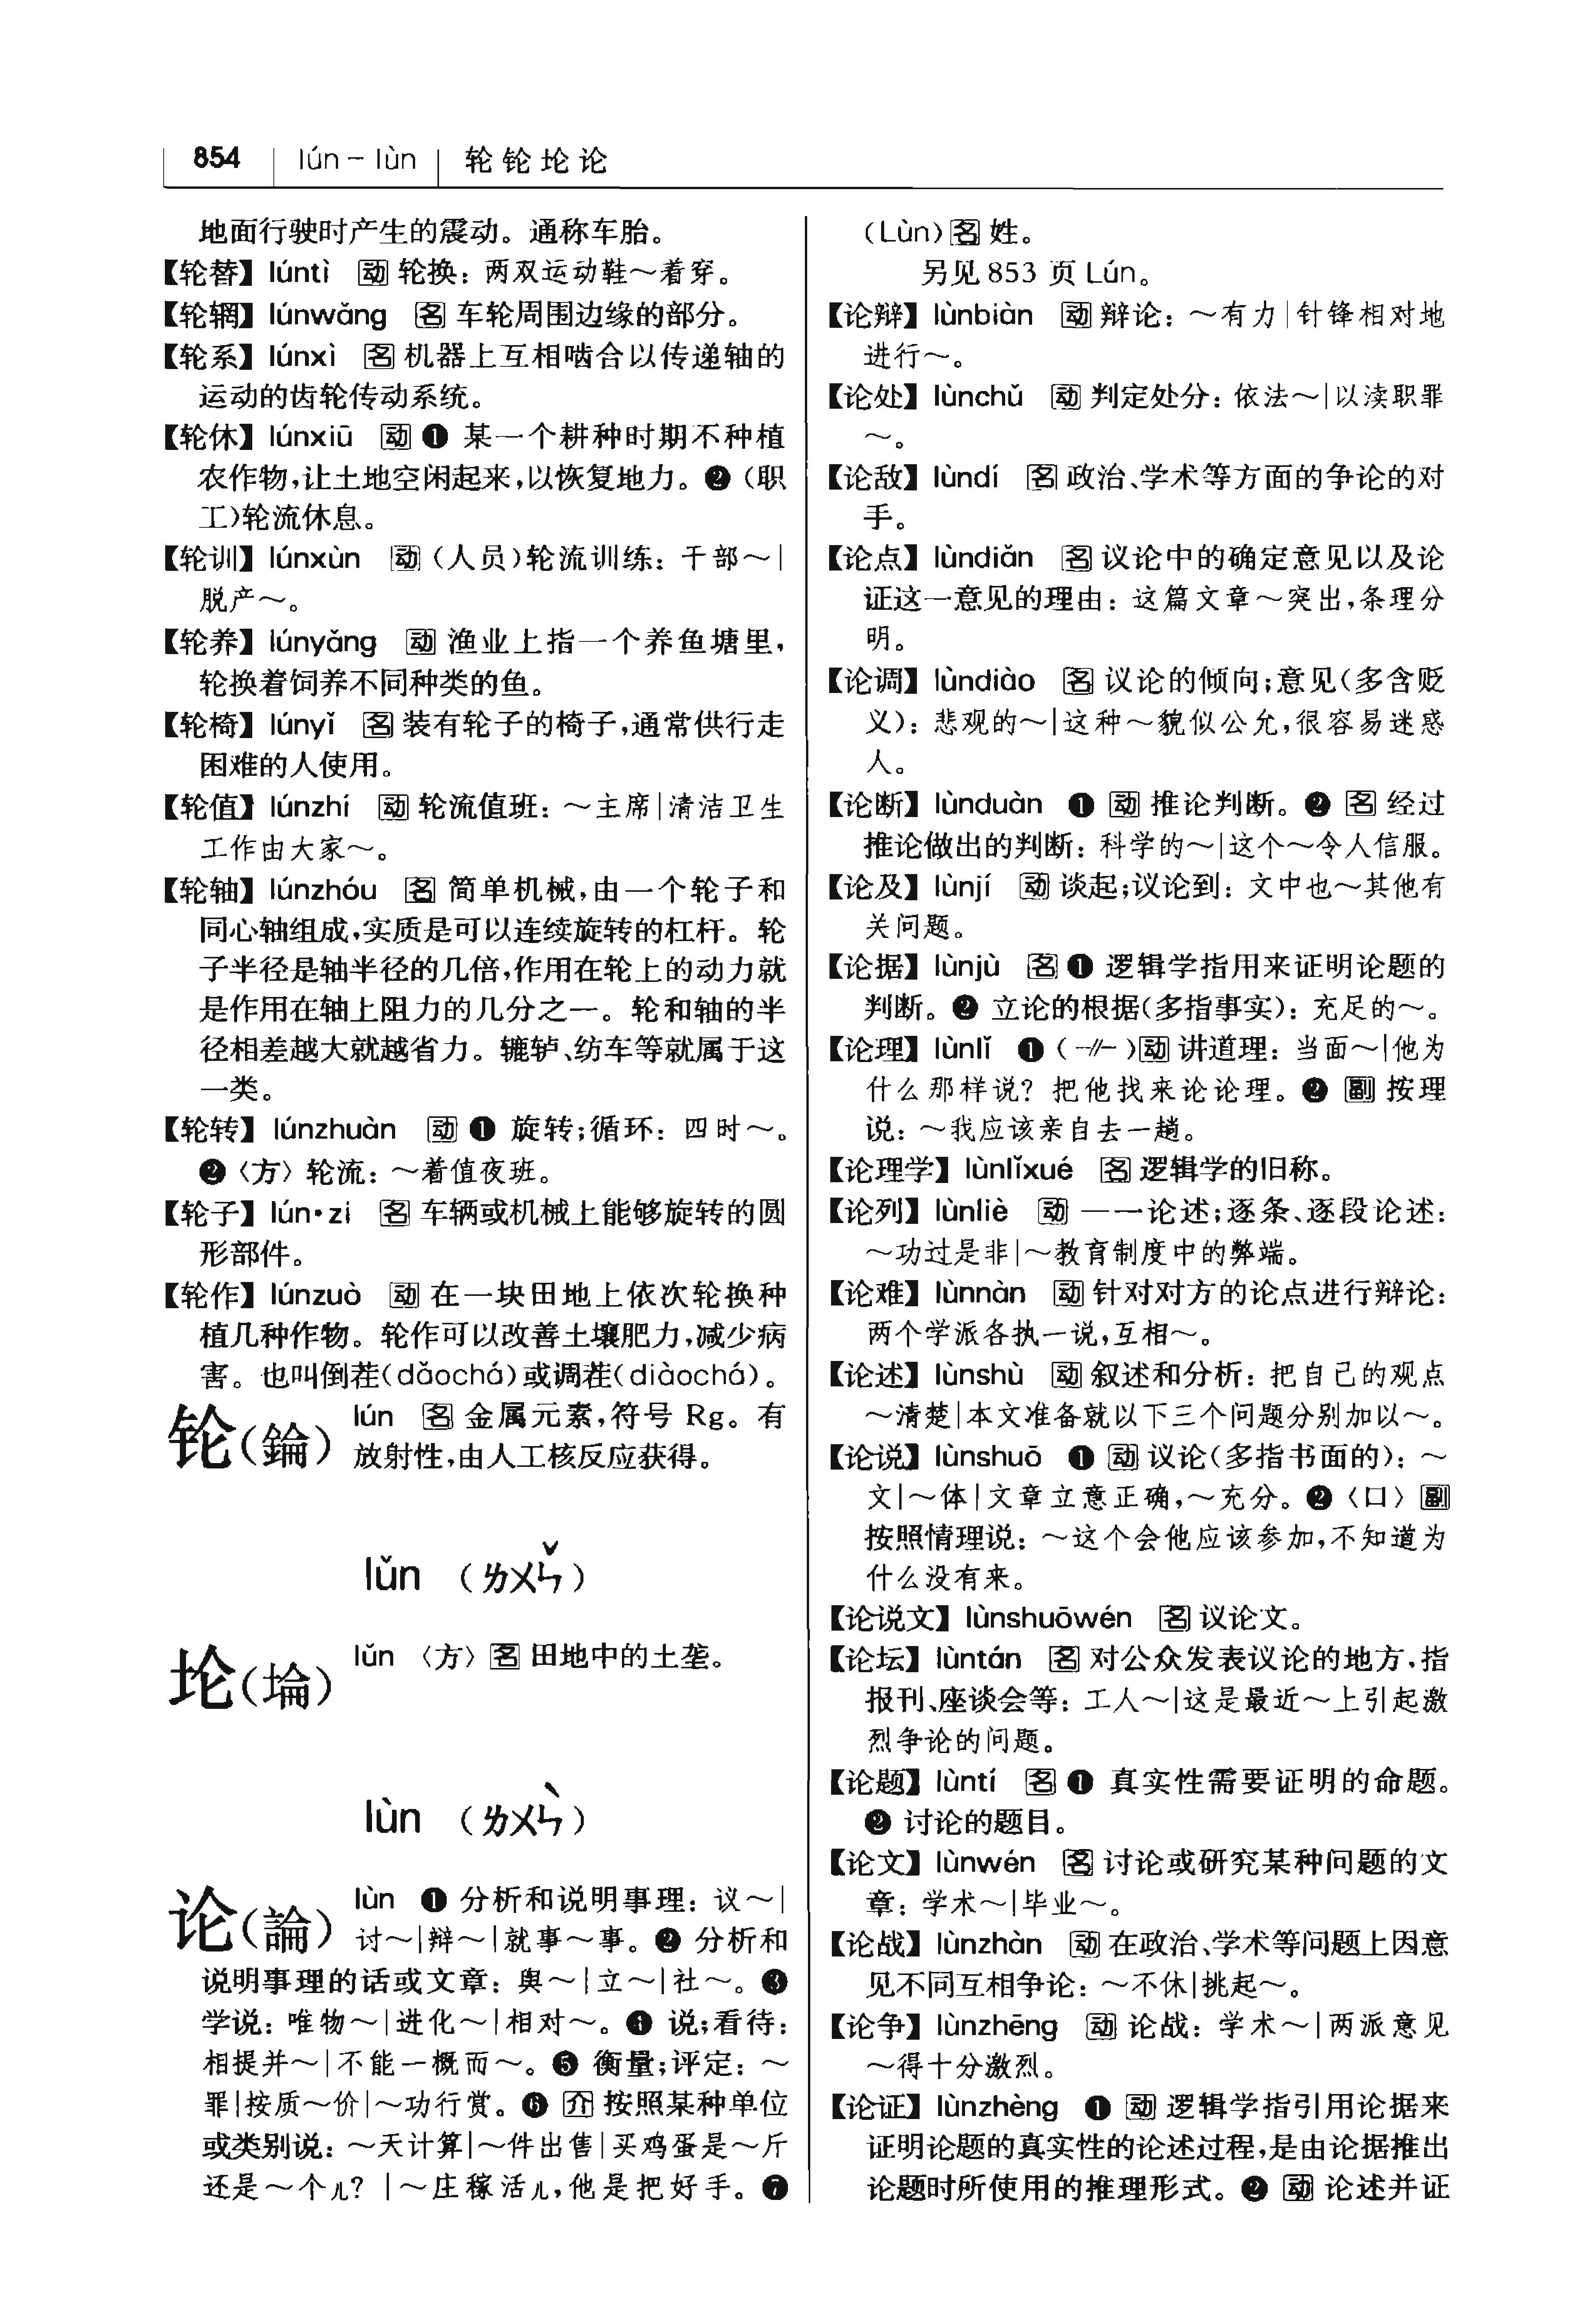 854 lún – lùn 轮 𬬭 坮 论
地面行驶时产生的震动。通称车胎。
【轮替】lúntì 动 轮换：两双运动鞋～着穿。
【轮辋】lúnwǎng 名 车轮周围边缘的部分。
【轮系】lúnxì 名 机器上互相啮合以传递轴的
运动的齿轮传动系统。
【轮休】lúnxiū 动 ❶ 某一个耕种时期不种植
农作物,让土地空闲起来,以恢复地力。❷（职
工）轮流休息。
【轮训】lúnxùn 动（人员）轮流训练：干部～|
脱产～。
【轮养】lúnyǎng 动 渔业上指一个养鱼塘里,
轮换着饲养不同种类的鱼。
【轮椅】lúnyǐ 名 装有轮子的椅子,通常供行走
困难的人使用。
【轮值】lúnzhí 动 轮流值班：～主席|清洁卫生
工作由大家～。
【轮轴】lúnzhóu 名 简单机械,由一个轮子和
同心轴组成,实质是可以连续旋转的杠杆。轮
子半径是轴半径的几倍,作用在轮上的动力就
是作用在轴上阻力的几分之一。轮和轴的半
径相差越大就越省力。辘轳、纺车等就属于这
一类。
【轮转】lúnzhuàn 动 ❶ 旋转;循环：四时～。
❷〈方〉轮流：～着值夜班。
【轮子】lún•zi 名 车辆或机械上能够旋转的圆
形部件。
【轮作】lúnzuò 动 在一块田地上依次轮换种
植几种作物。轮作可以改善土壤肥力,减少病
害。也叫倒茬(dǎochá)或调茬(diàochá)。
𬬭（錀） lún 名 金属元素,符号 Rg。有
放射性,由人工核反应获得。
lǔn （ㄌㄨㄣˇ）
埨（埨） lǔn 〈方〉名 田地中的土垄。
lùn （ㄌㄨㄣˋ）
论（論） lùn ❶ 分析和说明事理：议～|
讨～|辩～|就事～事。❷ 分析和
说明事理的话或文章：舆～|立～|社～。❸
学说：唯物～|进化～|相对～。❹ 说;看待：
相提并～|不能一概而～。❺ 衡量;评定：～
罪|按质～价|～功行赏。❻ 介 按照某种单位
或类别说：～天计算|～件出售|买鸡蛋是～斤
还是～个儿? |～庄稼活儿,他是把好手。❼
（Lùn）名 姓。
另见 853 页 Lún。
【论辩】lùnbiàn 动 辩论：～有力|针锋相对地
进行～。
【论处】lùnchǔ 动 判定处分：依法～|以渎职罪
～。
【论敌】lùndí 名 政治、学术等方面的争论的对
手。
【论点】lùndiǎn 名 议论中的确定意见以及论
证这一意见的理由：这篇文章～突出,条理分
明。
【论调】lùndiào 名 议论的倾向;意见（多含贬
义）：悲观的～|这种～貌似公允,很容易迷惑
人。
【论断】lùnduàn ❶ 动 推论判断。❷ 名 经过
推论做出的判断：科学的～|这个～令人信服。
【论及】lùnjí 动 谈起;议论到：文中也～其他有
关问题。
【论据】lùnjù 名 ❶ 逻辑学指用来证明论题的
判断。❷ 立论的根据（多指事实）：充足的～。
【论理】lùnlǐ ❶（-//-）动 讲道理：当面～|他为
什么那样说? 把他找来论论理。❷ 副 按理
说：～我应该亲自去一趟。
【论理学】lùnlǐxué 名 逻辑学的旧称。
【论列】lùnliè 动 一一论述;逐条、逐段论述：
～功过是非|～教育制度中的弊端。
【论难】lùnnàn 动 针对对方的论点进行辩论：
两个学派各执一说,互相～。
【论述】lùnshù 动 叙述和分析：把自己的观点
～清楚|本文准备就以下三个问题分别加以～。
【论说】lùnshuō ❶ 动 议论（多指书面的）：～
文|～体|文章立意正确,～充分。❷〈口〉副
按照情理说：～这个会他应该参加,不知道为
什么没有来。
【论说文】lùnshuōwén 名 议论文。
【论坛】lùntán 名 对公众发表议论的地方,指
报刊、座谈会等：工人～|这是最近～上引起激
烈争论的问题。
【论题】lùntí 名 ❶ 真实性需要证明的命题。
❷ 讨论的题目。
【论文】lùnwén 名 讨论或研究某种问题的文
章：学术～|毕业～。
【论战】lùnzhàn 动 在政治、学术等问题上因意
见不同互相争论：～不休|挑起～。
【论争】lùnzhēng 动 论战：学术～|两派意见
～得十分激烈。
【论证】lùnzhèng ❶ 动 逻辑学指引用论据来
证明论题的真实性的论述过程,是由论据推出
论题时所使用的推理形式。❷ 动 论述并证